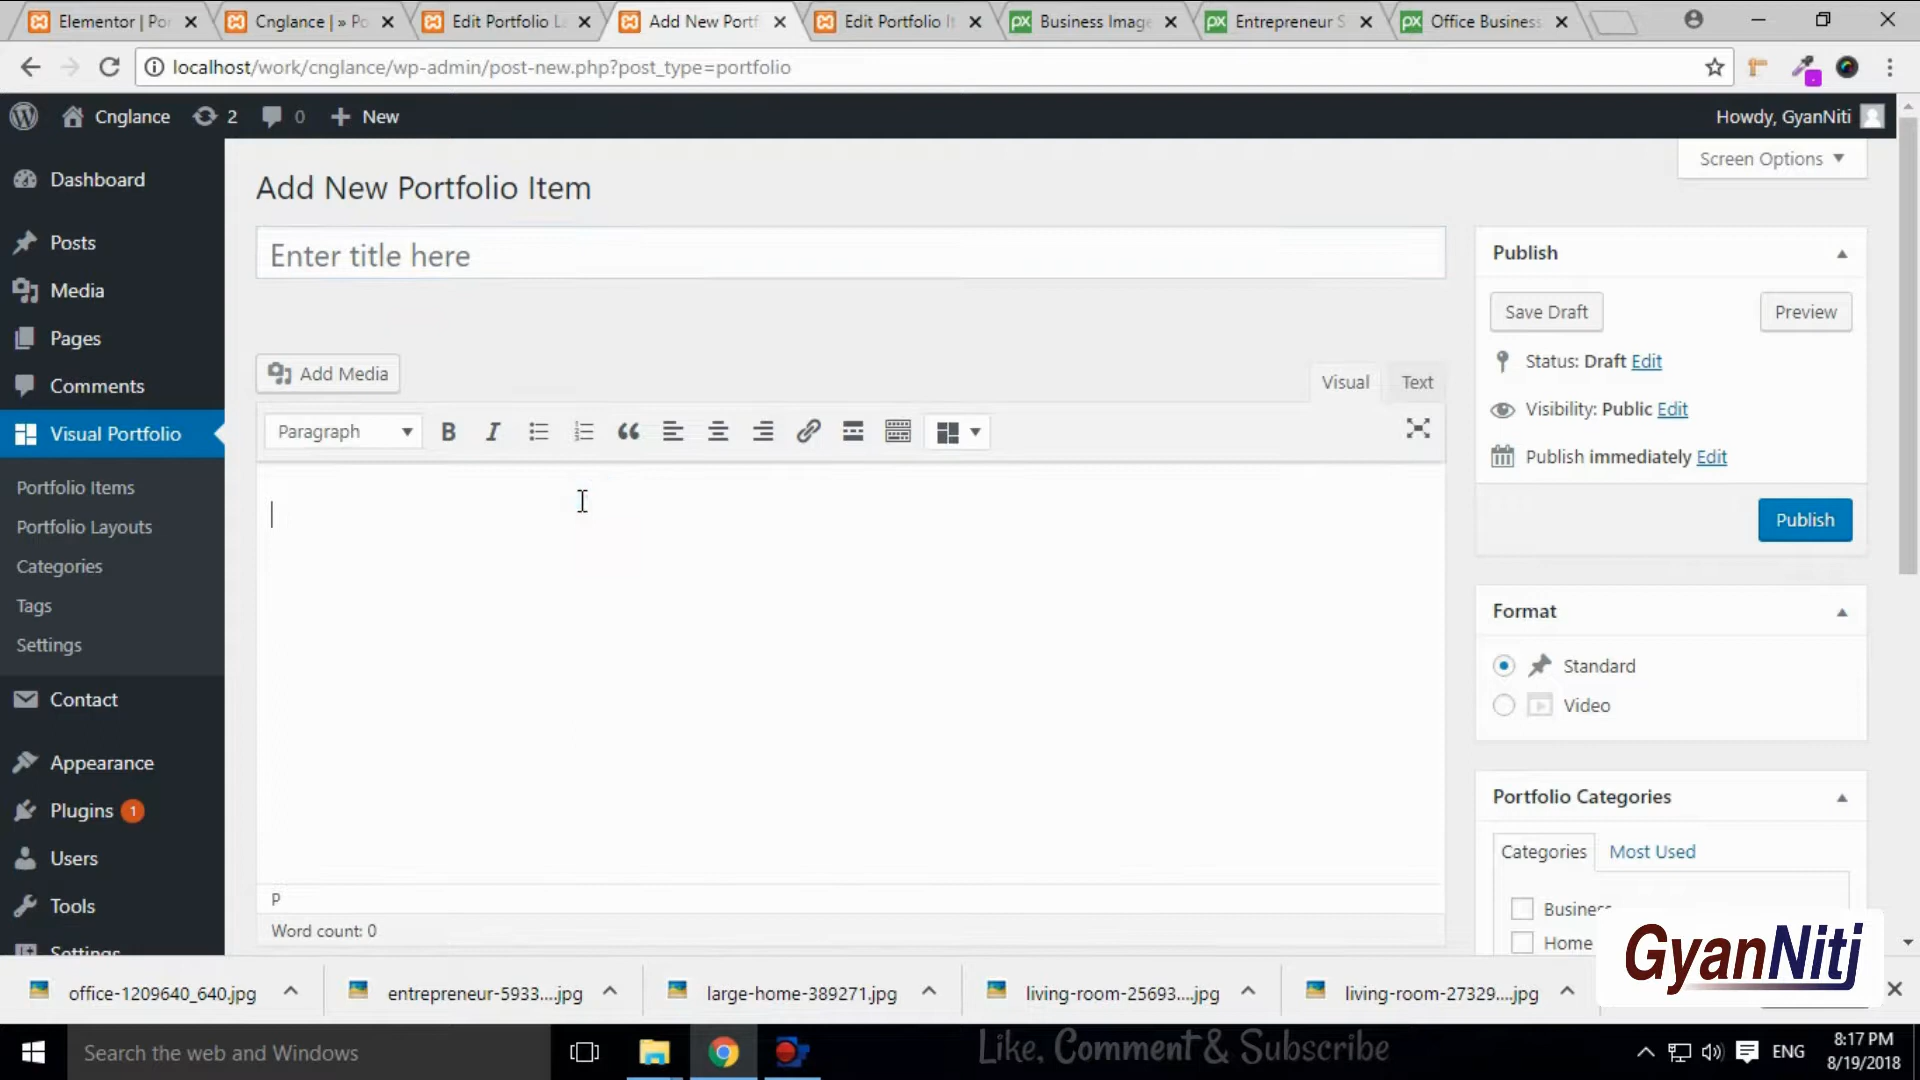 Elementor | Por
Cnglance | » Po
Edit Portfolio L
Add New Portf
Edit Portfolio It
Business Image
Entrepreneur S
Office Business
localhost/work/cnglance/wp-admin/post-new.php?post_type=portfolio
Cnglance
2
0
New
Howdy, GyanNiti
Screen Options
Dashboard
Posts
Media
Pages
Comments
Visual Portfolio
Portfolio Items
Portfolio Layouts
Categories
Tags
Settings
Contact
Appearance
Plugins 1
Users
Tools
Settings
Add New Portfolio Item
Enter title here
Add Media
Visual
Text
Paragraph
P
Word count: 0
Publish
Save Draft
Preview
Status: Draft Edit
Visibility: Public Edit
Publish immediately Edit
Publish
Format
Standard
Video
Portfolio Categories
Categories
Most Used
Business
Home
GyanNiti
office-1209640_640.jpg
entrepreneur-5933....jpg
large-home-389271.jpg
living-room-25693....jpg
living-room-27329....jpg
Search the web and Windows
Like, Comment & Subscribe
ENG
8:17 PM
8/19/2018